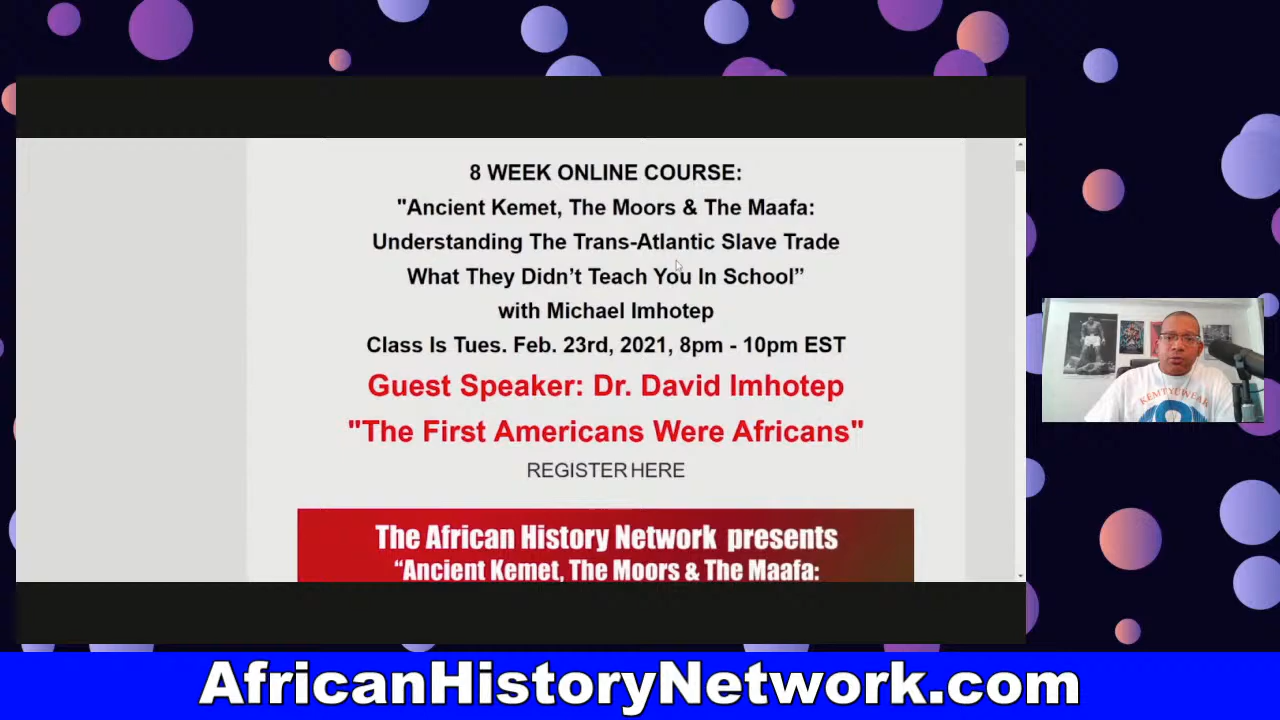 8 WEEK ONLINE COURSE:
"Ancient Kemet, The Moors & The Maafa:
Understanding The Trans-Atlantic Slave Trade
What They Didn’t Teach You In School”
with Michael Imhotep
Class Is Tues. Feb. 23rd, 2021, 8pm - 10pm EST
Guest Speaker: Dr. David Imhotep
"The First Americans Were Africans"
REGISTER HERE
The African History Network presents
“Ancient Kemet, The Moors & The Maafa:
KEMTYUWEAR
AfricanHistoryNetwork.com